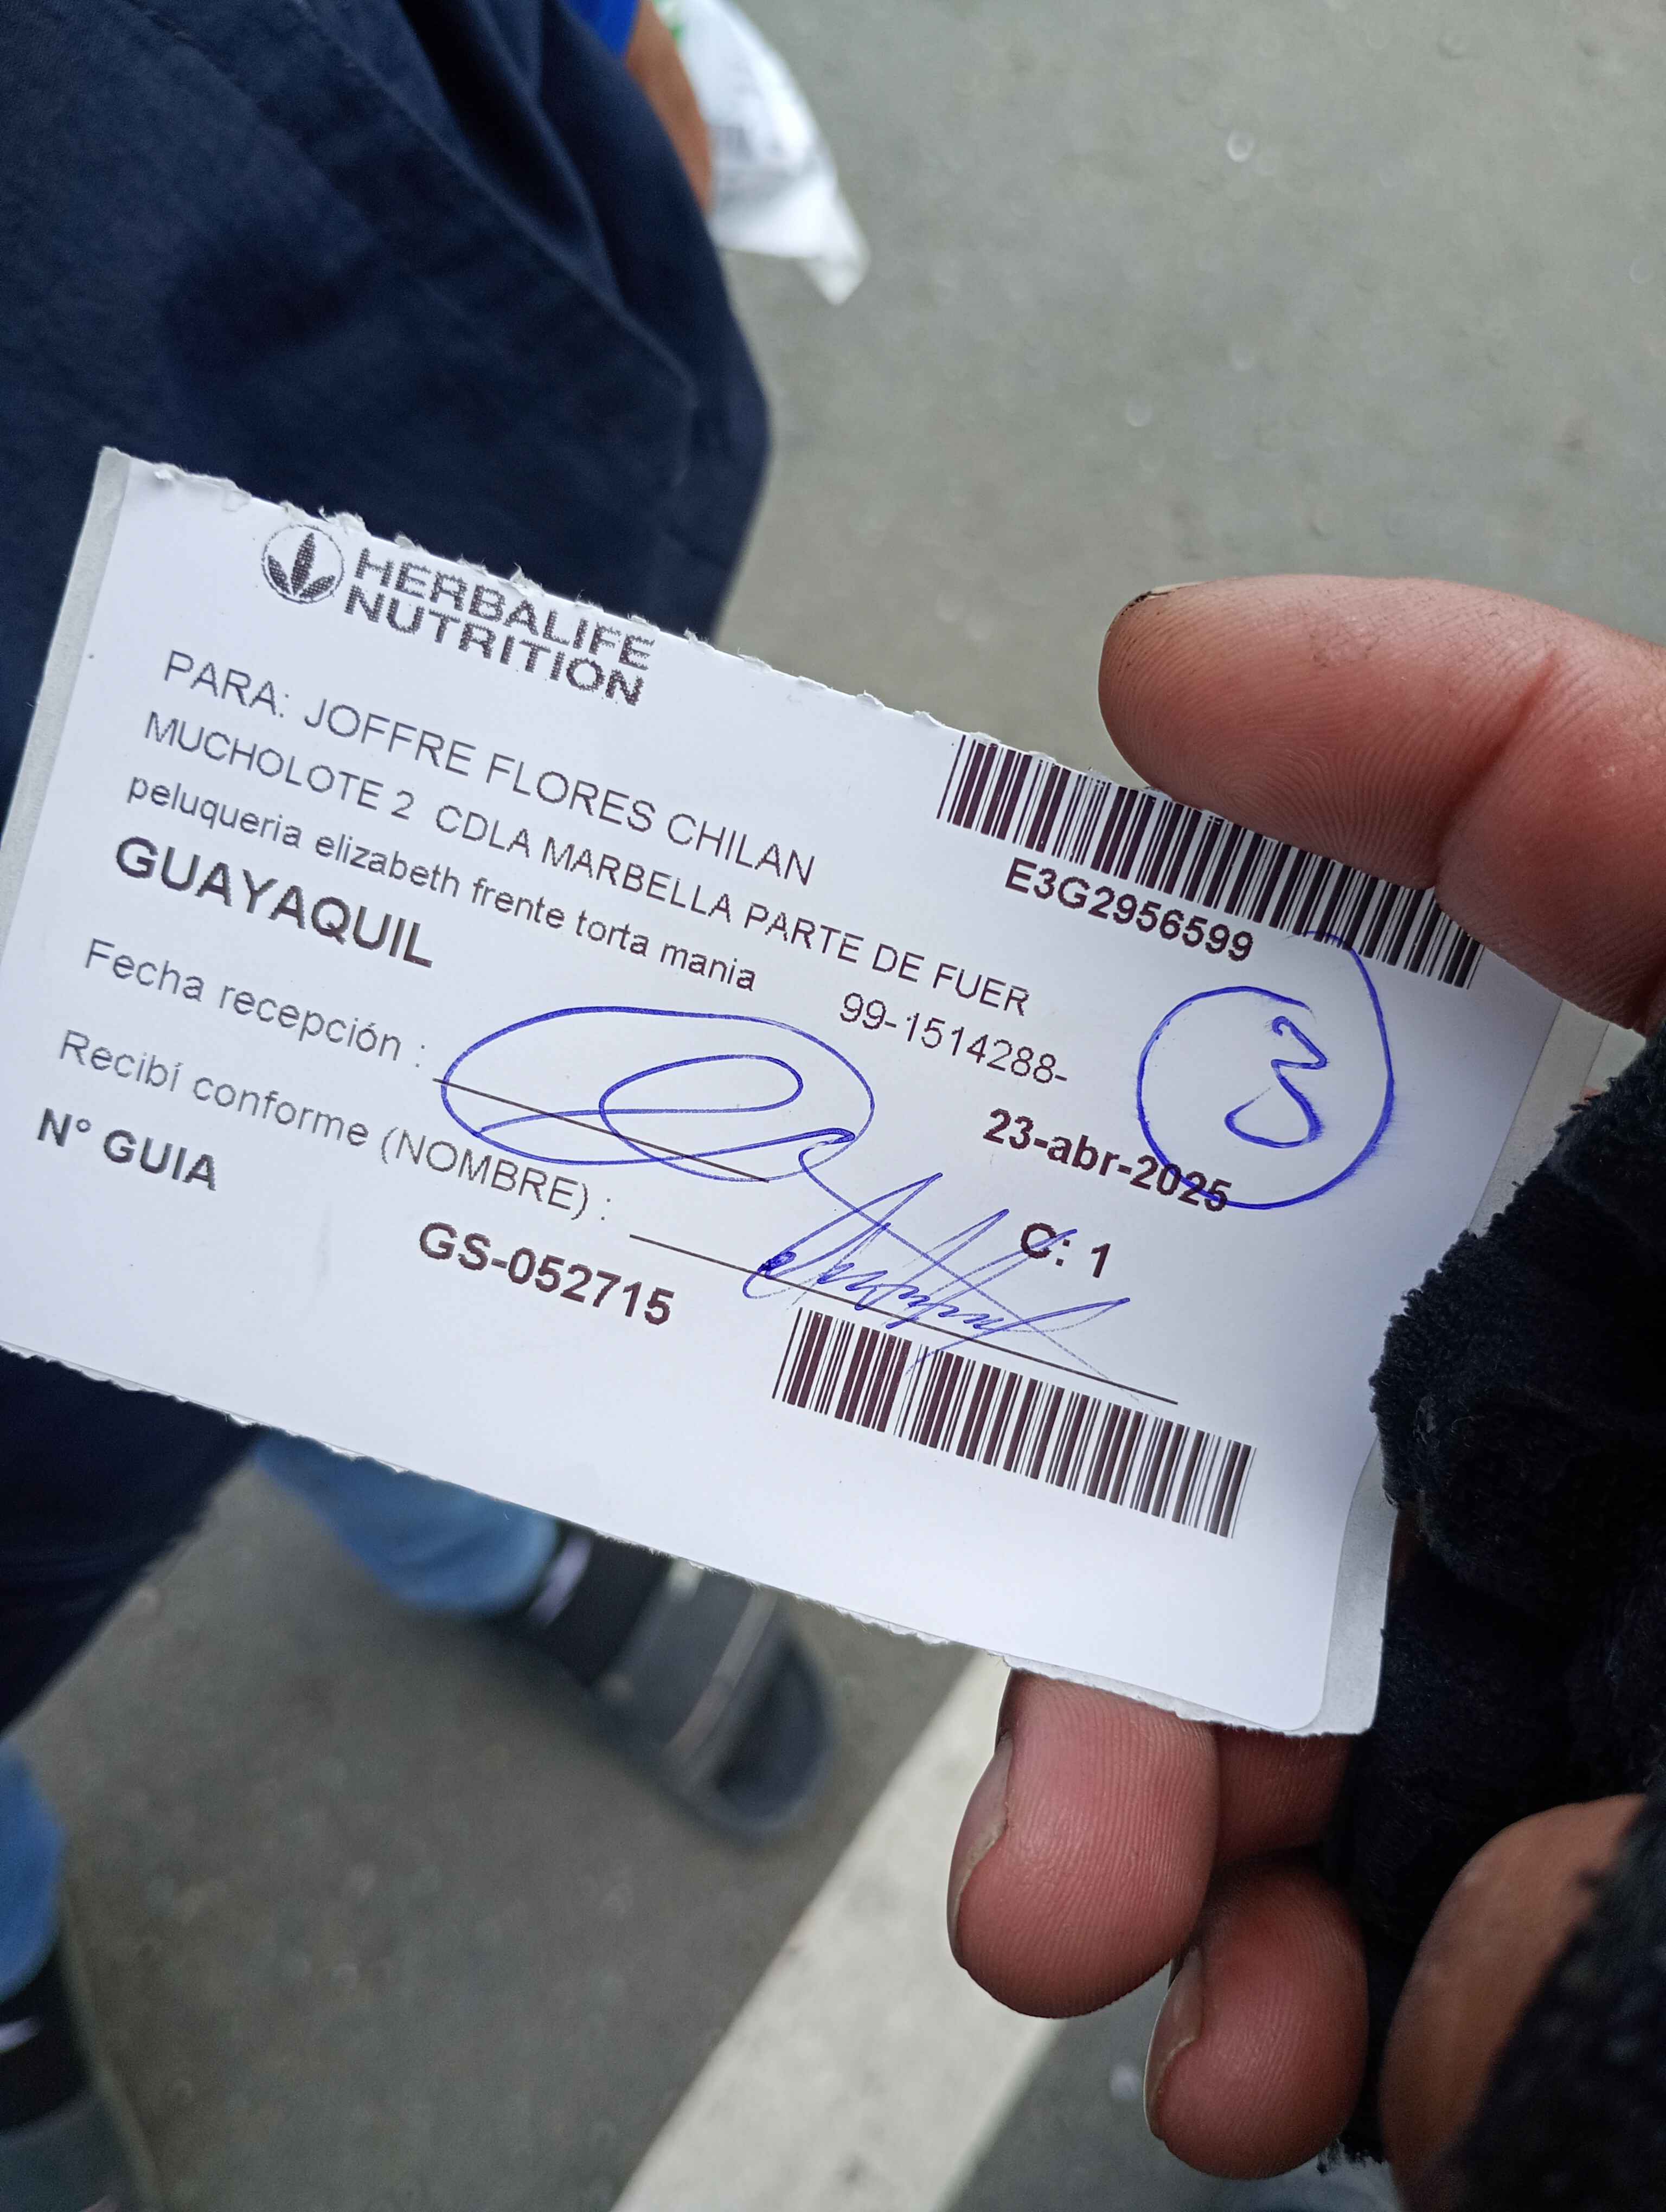 HERBALIFE
NUTRITION
PARA: JOFFRE FLORES CHILAN
MUCHOLOTE 2 CDLA MARBELLA PARTE DE FUER
peluqueria elizabeth frente torta mania
99-1514288-
GUAYAQUIL
E3G2956599
3
Fecha recepción :
23-abr-2025
Recibí conforme (NOMBRE) :
C: 1
N° GUIA
GS-052715